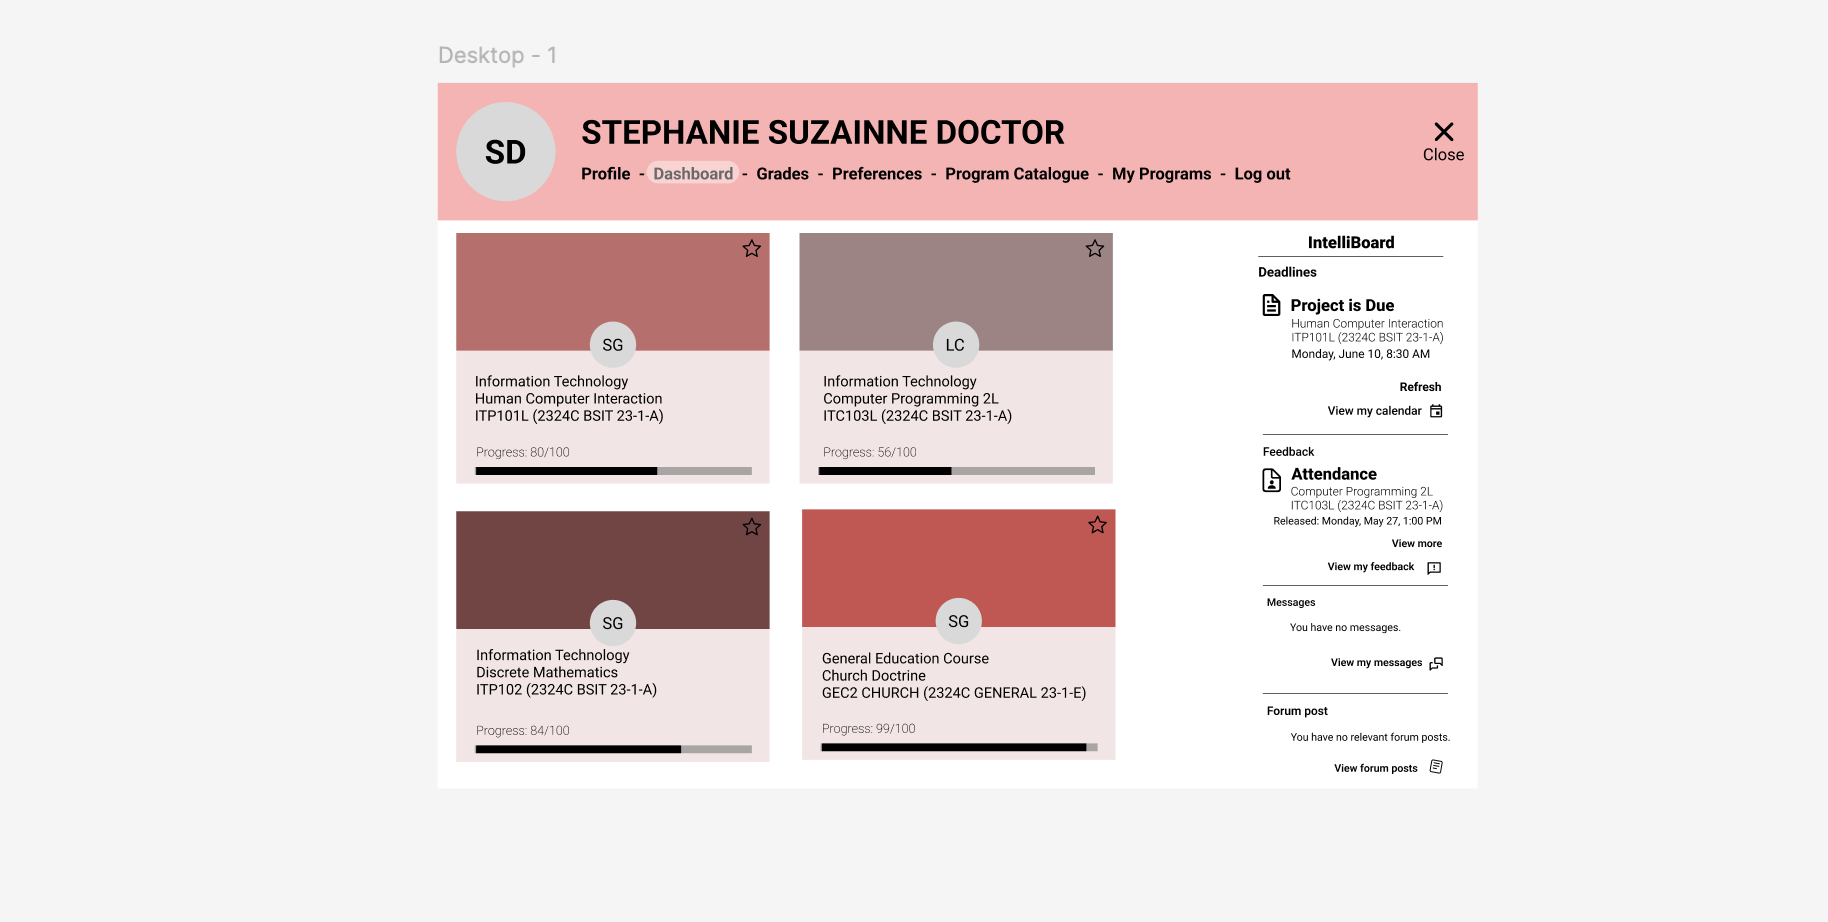 Desktop - 1
SD
STEPHANIE SUZAINNE DOCTOR
Profile - Dashboard - Grades - Preferences - Program Catalogue - My Programs - Log out
Close
SG
Information Technology
Human Computer Interaction
ITP101L (2324C BSIT 23-1-A)
Progress: 80/100
LC
Information Technology
Computer Programming 2L
ITC103L (2324C BSIT 23-1-A)
Progress: 56/100
SG
Information Technology
Discrete Mathematics
ITP102 (2324C BSIT 23-1-A)
Progress: 84/100
SG
General Education Course
Church Doctrine
GEC2 CHURCH (2324C GENERAL 23-1-E)
Progress: 99/100
IntelliBoard
Deadlines
Project is Due
Human Computer Interaction
ITP101L (2324C BSIT 23-1-A)
Monday, June 10, 8:30 AM
Refresh
View my calendar
Feedback
Attendance
Computer Programming 2L
ITC103L (2324C BSIT 23-1-A)
Released: Monday, May 27, 1:00 PM
View more
View my feedback
Messages
You have no messages.
View my messages
Forum post
You have no relevant forum posts.
View forum posts